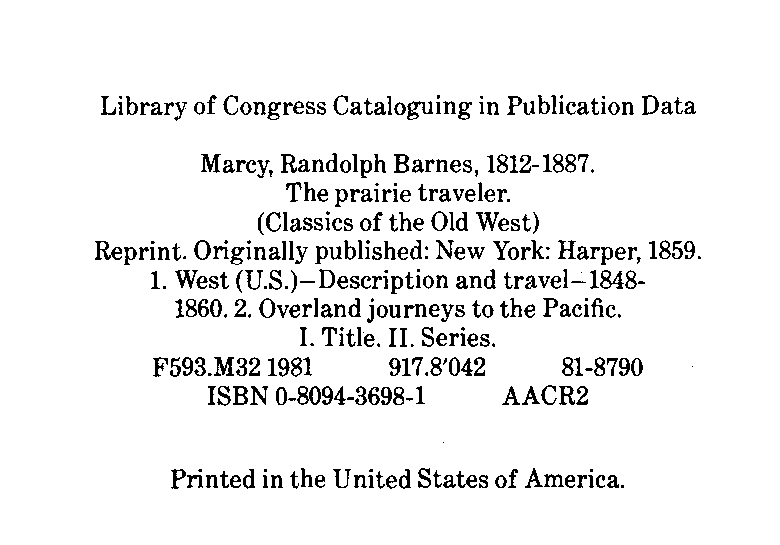 Library of Congress Cataloguing in Publication Data
Marcy, Randolph Barnes, 1812-1887.
The prairie traveler.
(Classics of the Old West)
Reprint. Originally published: New York: Harper, 1859.
1. West (U.S.)—Description and travel—1848-
1860. 2. Overland journeys to the Pacific.
I. Title. II. Series.
F593.M32 1981 917.8'042 81-8790
ISBN 0-8094-3698-1 AACR2
Printed in the United States of America.